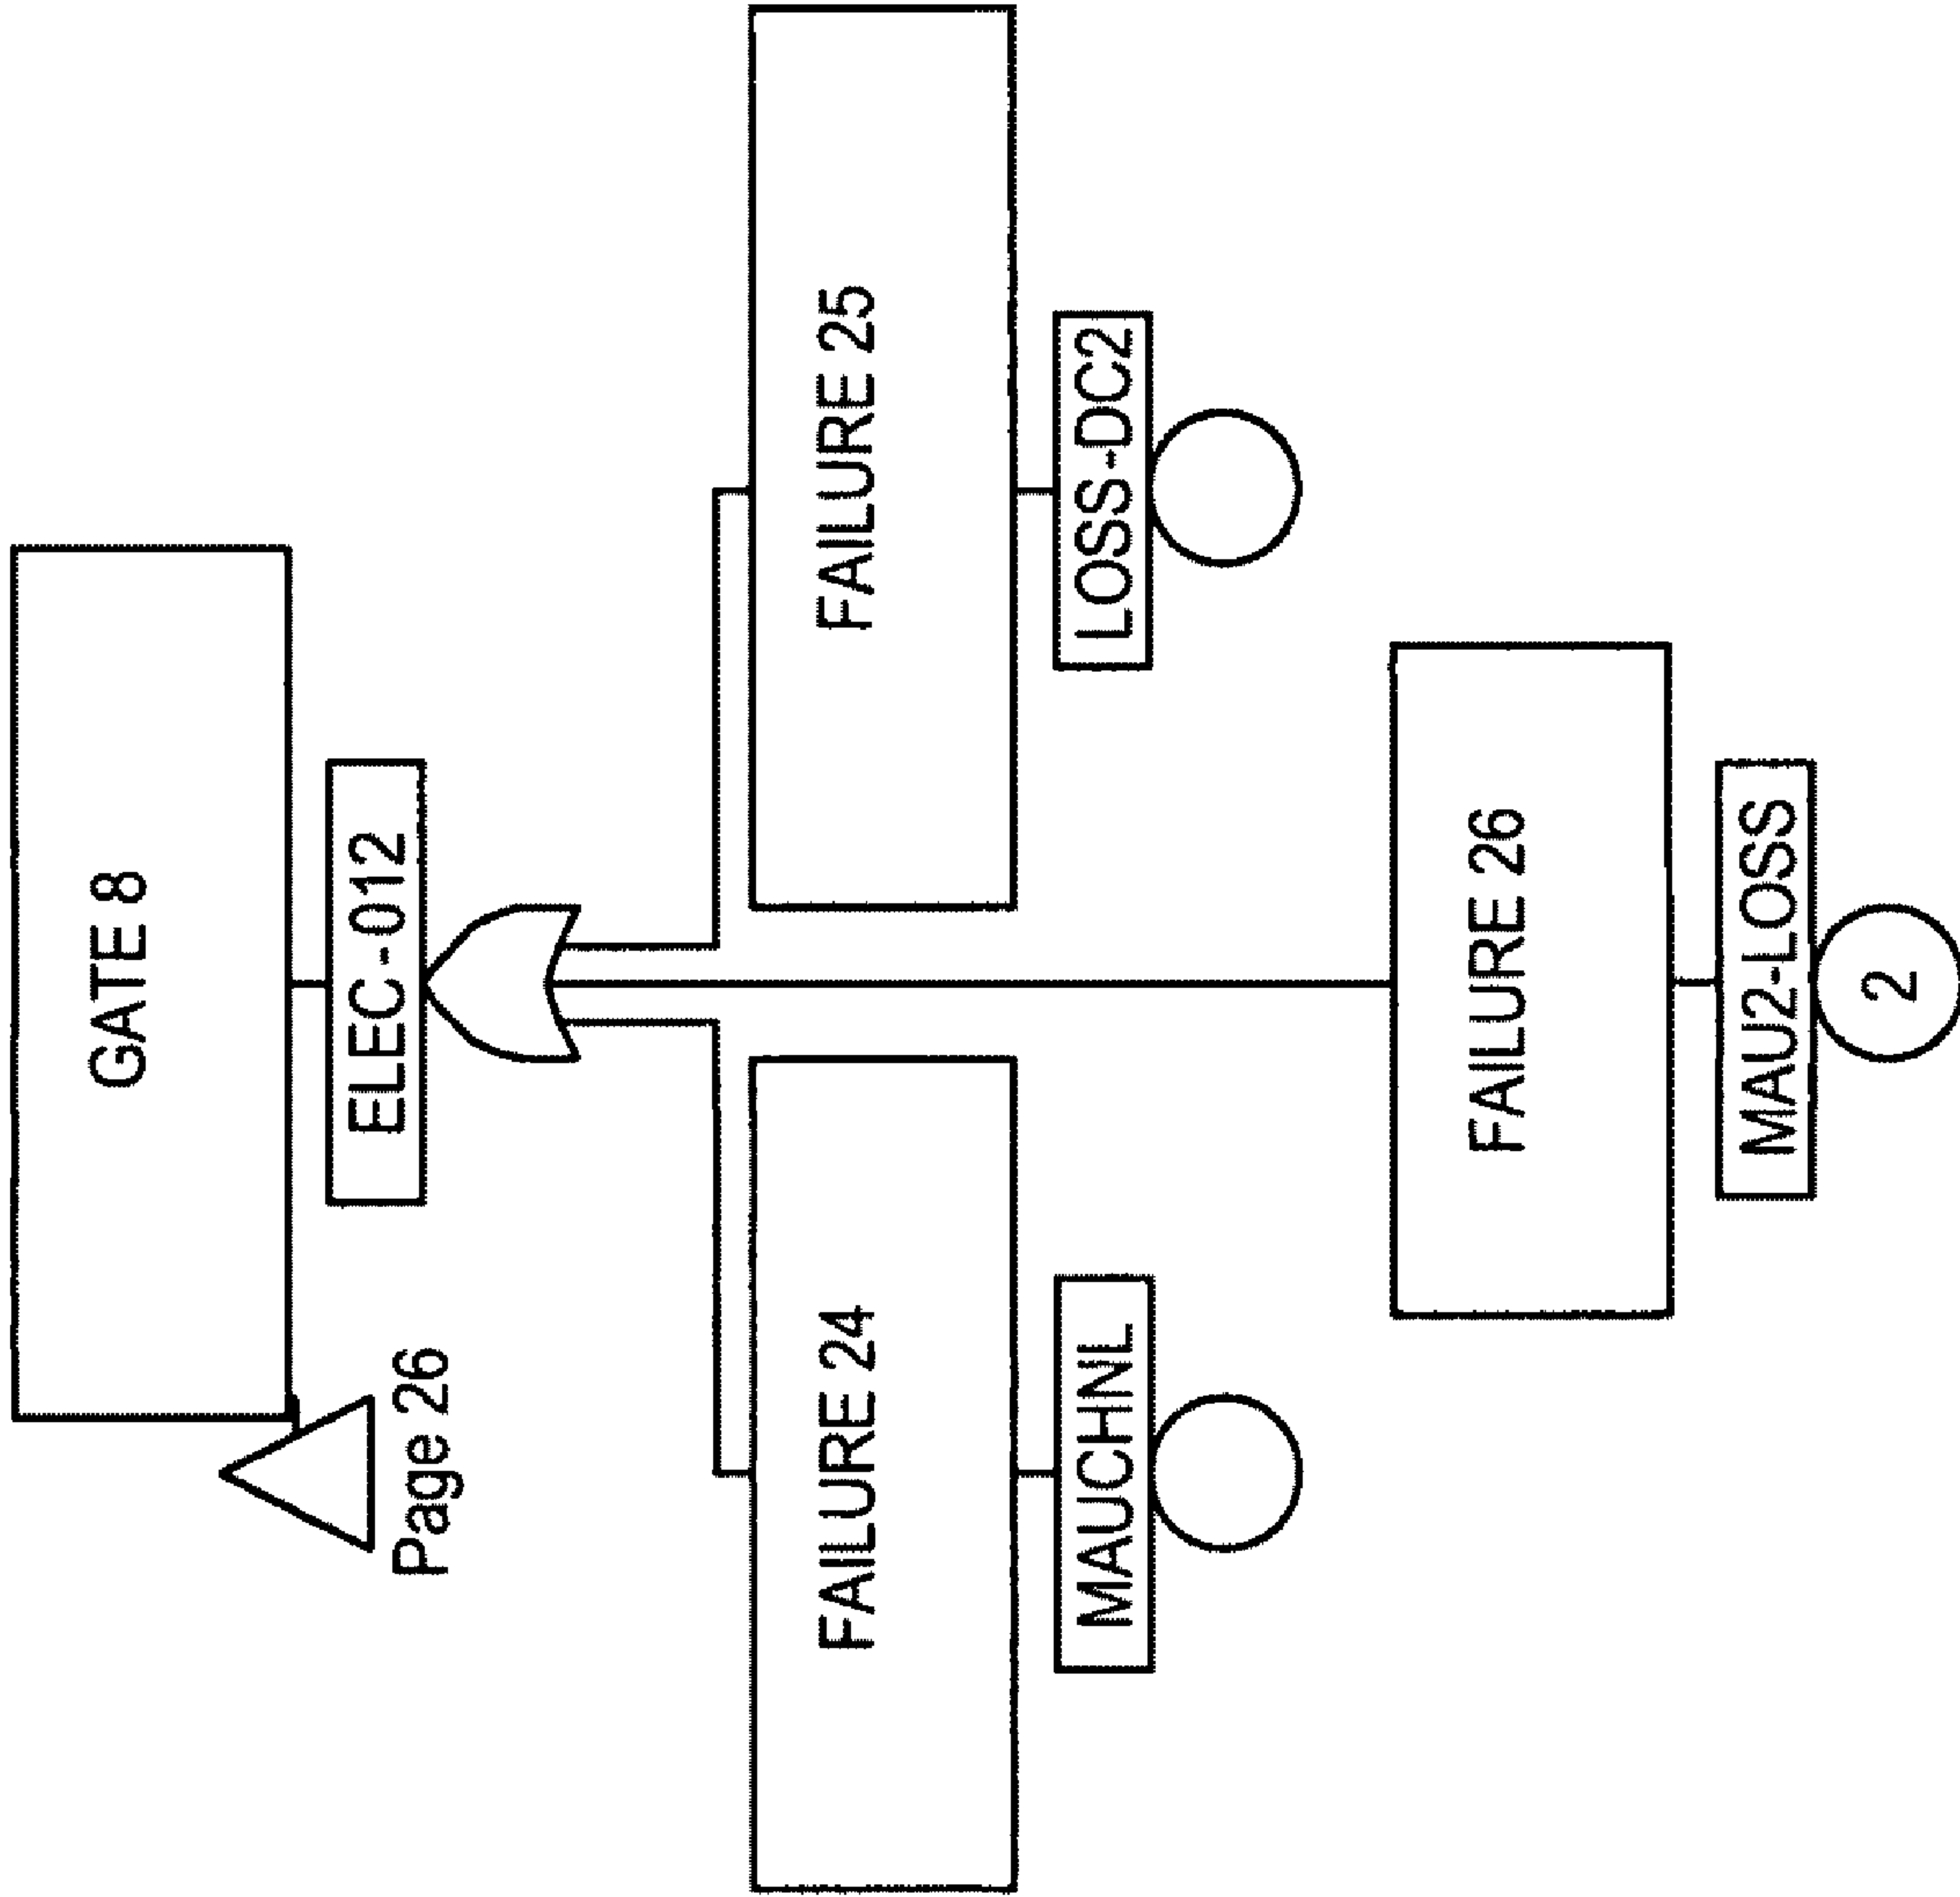 GATE 8
Page 26
ELEC-012
FAILURE 24
FAILURE 25
MAUCHNL
LOSS-DC2
FAILURE 26
MAU2-LOSS
2